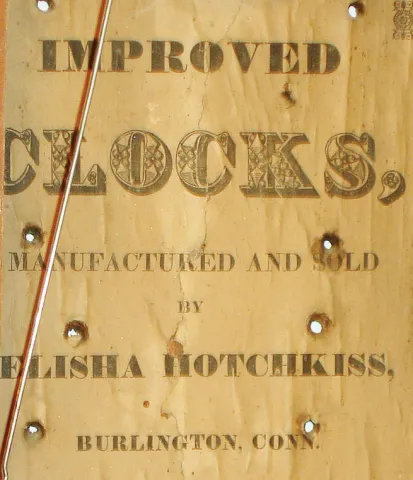 IMPROVED
CLOCKS,
MANUFACTURED AND SOLD
BY
ELISHA HOTCHKISS,
BURLINGTON, CONN.